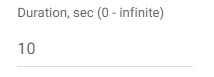 Duration, sec (0 - infinite)
10